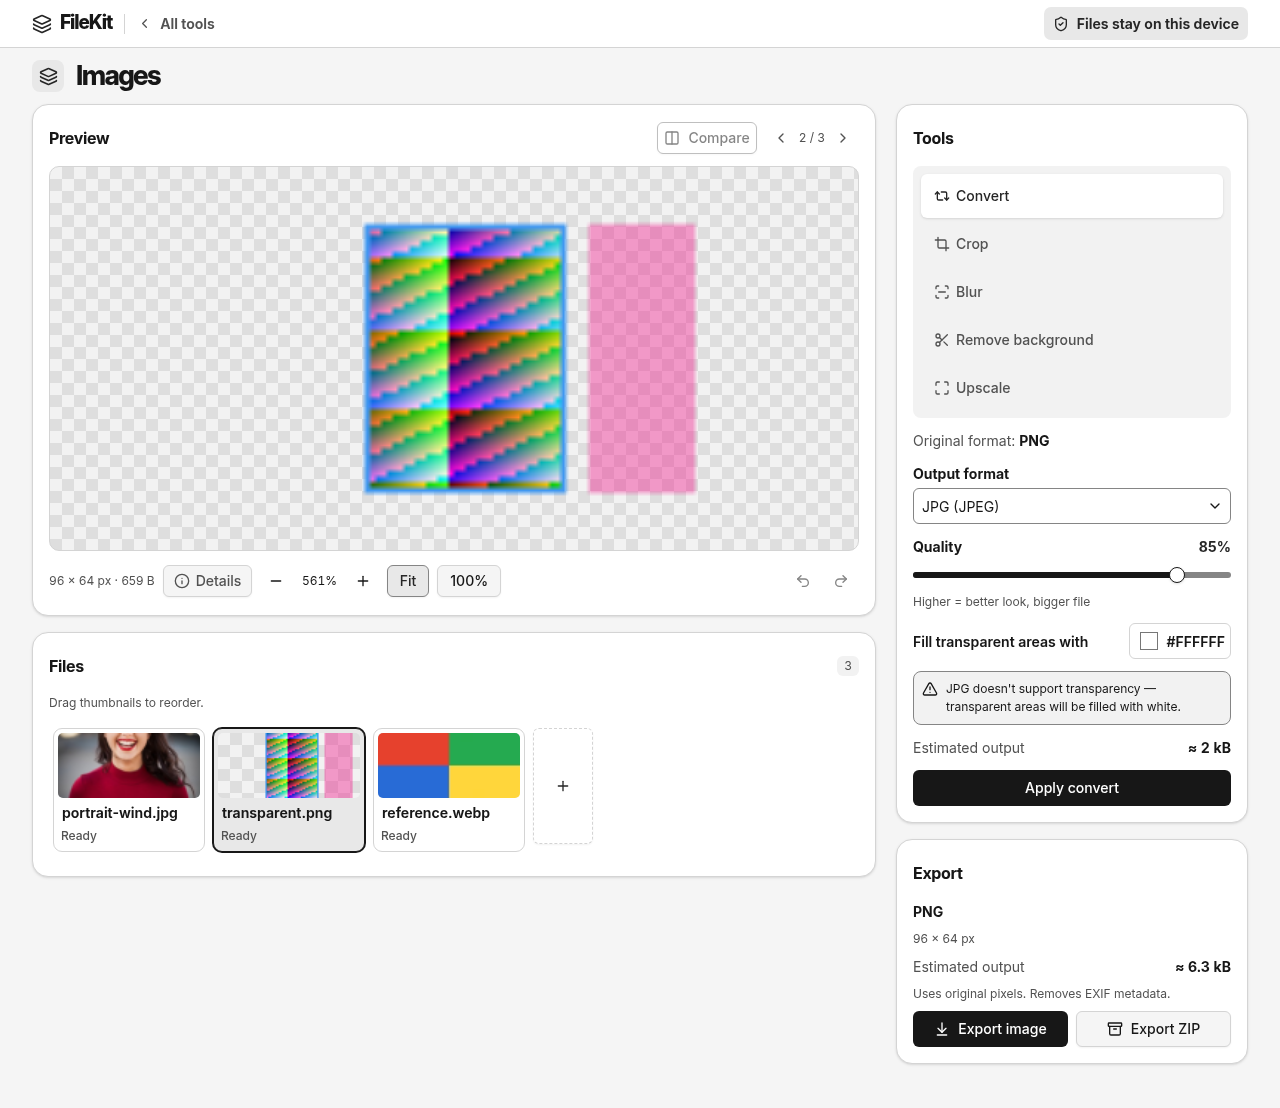 FileKit
All tools
Files stay on this device
Images
Preview
Compare
2 / 3
96 × 64 px · 659 B
Details
561%
Fit
100%
Files
3
Drag thumbnails to reorder.
portrait-wind.jpg
Ready
transparent.png
Ready
reference.webp
Ready
Tools
Convert
Crop
Blur
Remove background
Upscale
Original format: PNG
Output format
JPG (JPEG)
Quality
85%
Higher = better look, bigger file
Fill transparent areas with
#FFFFFF
JPG doesn't support transparency —
transparent areas will be filled with white.
Estimated output
≈ 2 kB
Apply convert
Export
PNG
96 × 64 px
Estimated output
≈ 6.3 kB
Uses original pixels. Removes EXIF metadata.
Export image
Export ZIP